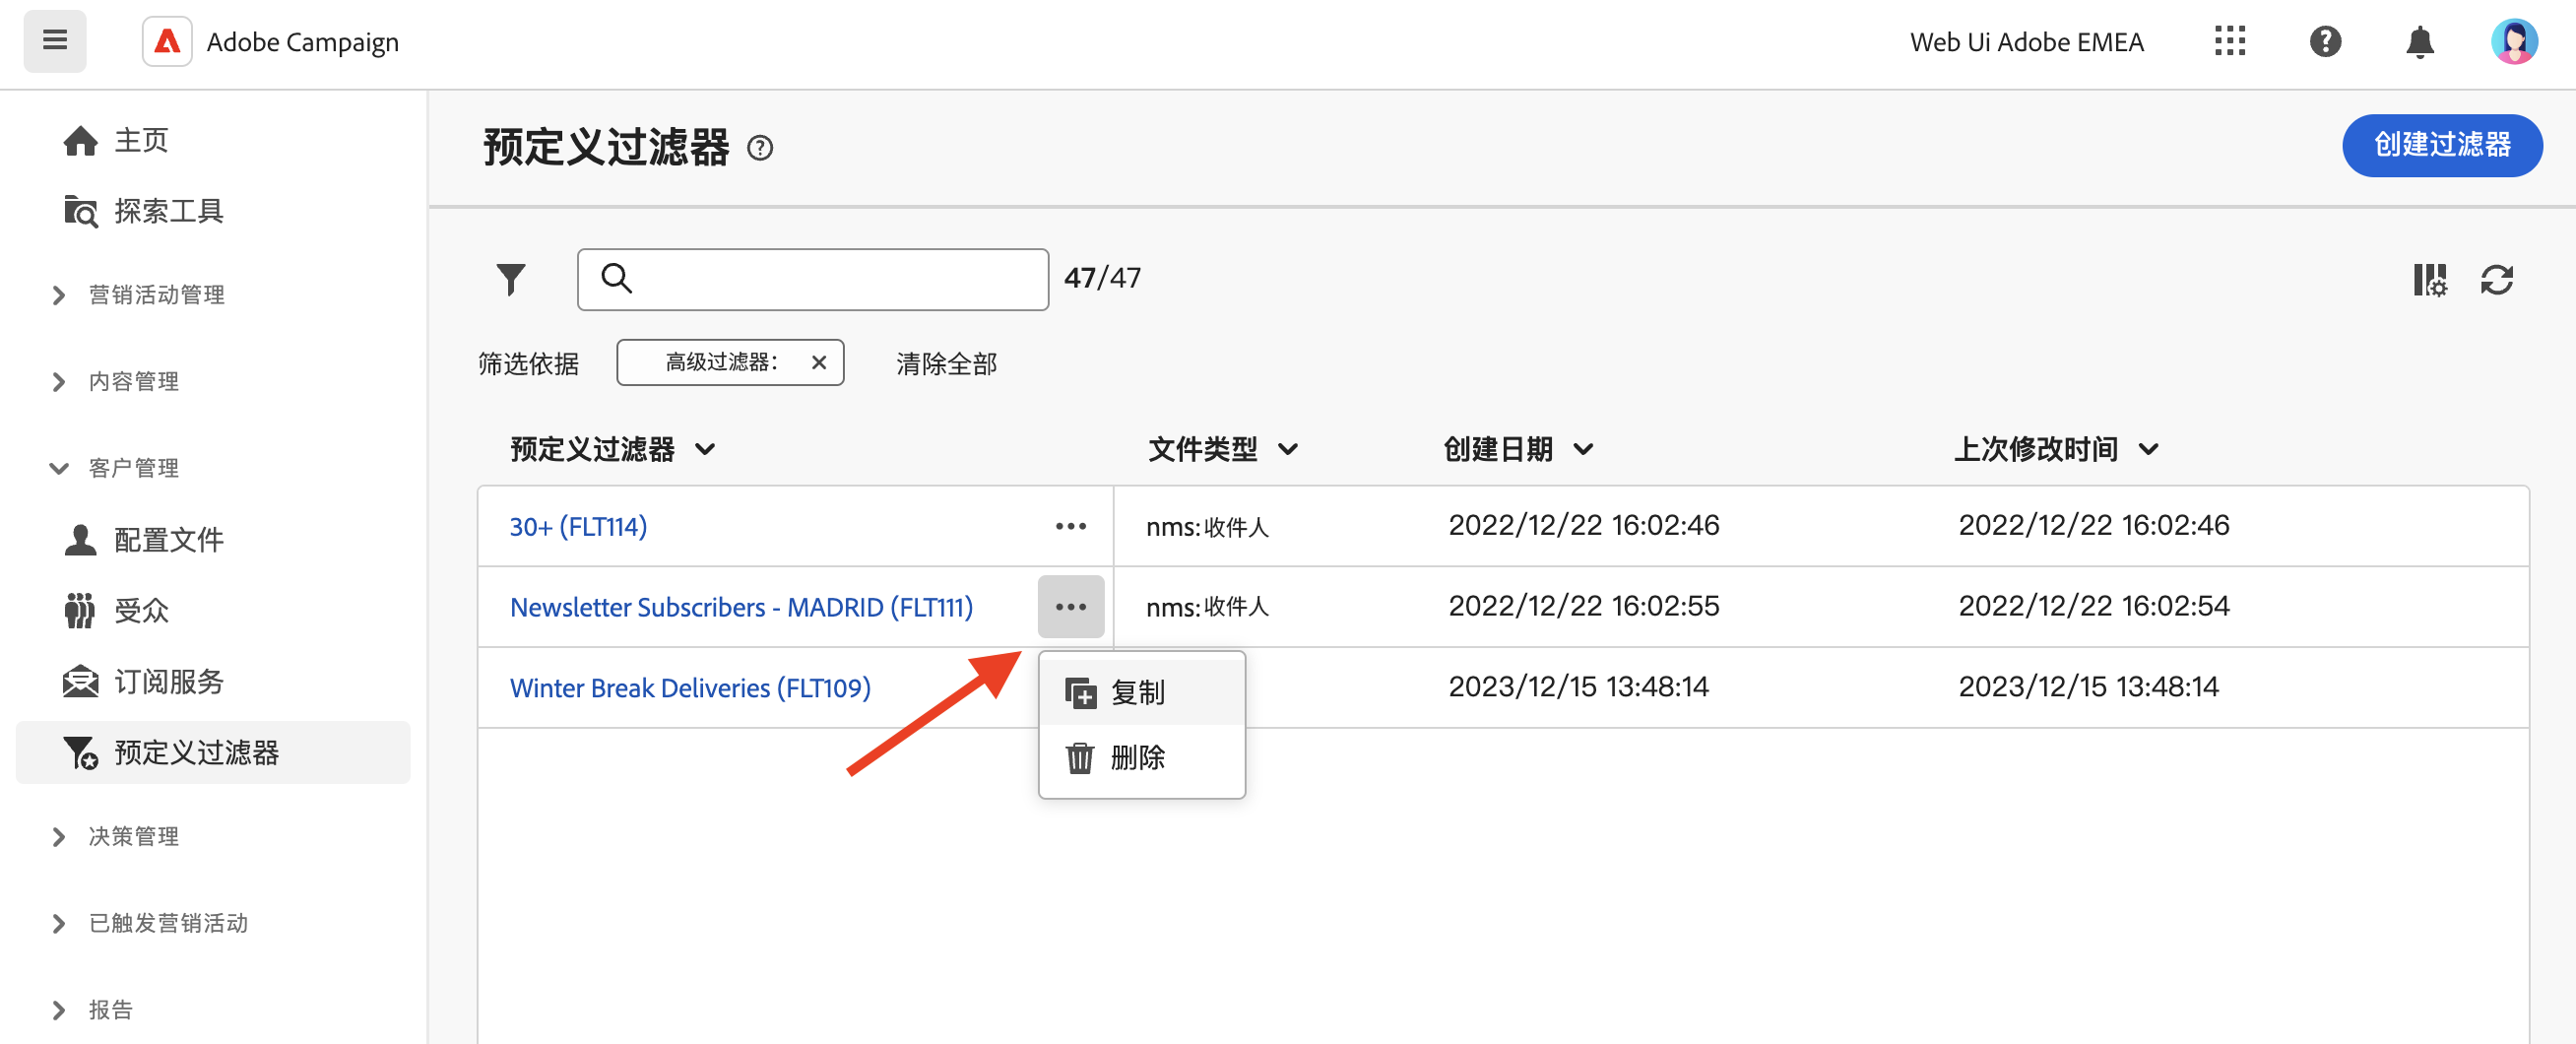 Adobe Campaign
Web Ui Adobe EMEA
主页
探索工具
营销活动管理
内容管理
客户管理
配置文件
受众
订阅服务
预定义过滤器
决策管理
已触发营销活动
报告
预定义过滤器
创建过滤器
47/47
筛选依据 高级过滤器: 清除全部
预定义过滤器 文件类型 创建日期 上次修改时间
30+ (FLT114) nms:收件人 2022/12/22 16:02:46 2022/12/22 16:02:46
Newsletter Subscribers - MADRID (FLT111) nms:收件人 2022/12/22 16:02:55 2022/12/22 16:02:54
Winter Break Deliveries (FLT109) 2023/12/15 13:48:14 2023/12/15 13:48:14
复制
删除